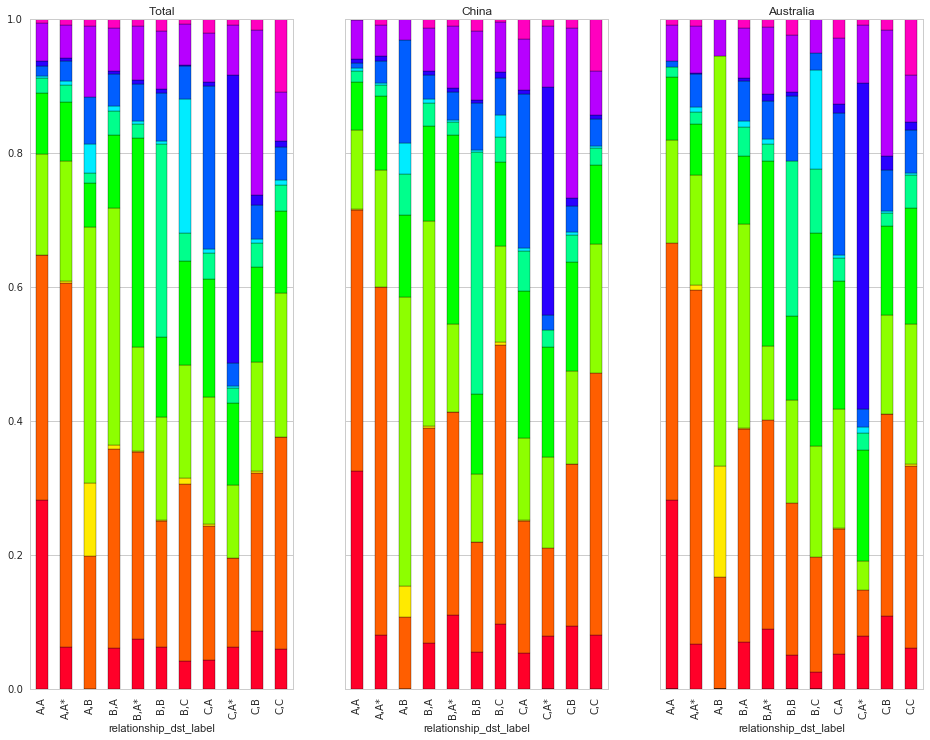 Total
China
Australia
1.0
0.8
0.6
0.4
0.2
0.0
A,A
A,A*
A,B
B,A
B,A*
B,B
B,C
C,A
C,A*
C,B
C,C
A,A
A,A*
A,B
B,A
B,A*
B,B
B,C
C,A
C,A*
C,B
C,C
A,A
A,A*
A,B
B,A
B,A*
B,B
B,C
C,A
C,A*
C,B
C,C
relationship_dst_label
relationship_dst_label
relationship_dst_label